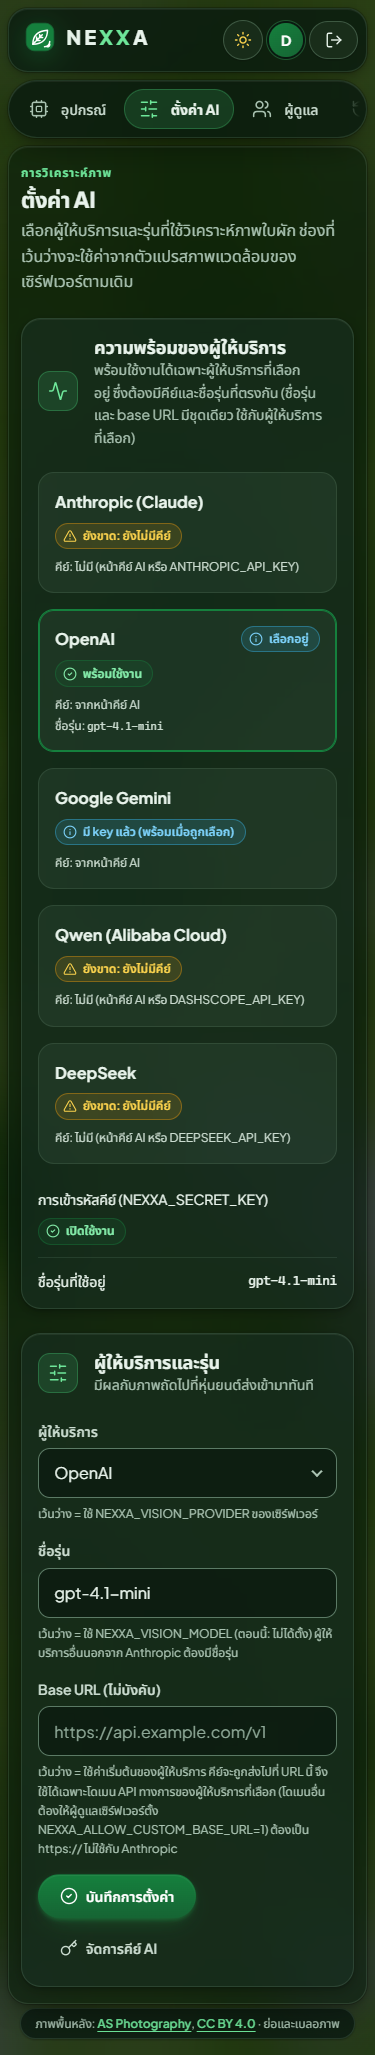 NEXXA
D
อุปกรณ์
ตั้งค่า AI
ผู้ดูแล
การวิเคราะห์ภาพ
ตั้งค่า AI
เลือกผู้ให้บริการและรุ่นที่ใช้วิเคราะห์ภาพใบผัก ช่องที่
เว้นว่างจะใช้ค่าจากตัวแปรสภาพแวดล้อมของ
เซิร์ฟเวอร์ตามเดิม
ความพร้อมของผู้ให้บริการ
พร้อมใช้งานได้เฉพาะผู้ให้บริการที่เลือก
อยู่ ซึ่งต้องมีคีย์และชื่อรุ่นที่ตรงกัน (ชื่อรุ่น
และ base URL มีชุดเดียว ใช้กับผู้ให้บริการ
ที่เลือก)
Anthropic (Claude)
ยังขาด: ยังไม่มีคีย์
คีย์: ไม่มี (หน้าคีย์ AI หรือ ANTHROPIC_API_KEY)
OpenAI
เลือกอยู่
พร้อมใช้งาน
คีย์: จากหน้าคีย์ AI
ชื่อรุ่น: gpt-4.1-mini
Google Gemini
มี key แล้ว (พร้อมเมื่อถูกเลือก)
คีย์: จากหน้าคีย์ AI
Qwen (Alibaba Cloud)
ยังขาด: ยังไม่มีคีย์
คีย์: ไม่มี (หน้าคีย์ AI หรือ DASHSCOPE_API_KEY)
DeepSeek
ยังขาด: ยังไม่มีคีย์
คีย์: ไม่มี (หน้าคีย์ AI หรือ DEEPSEEK_API_KEY)
การเข้ารหัสคีย์ (NEXXA_SECRET_KEY)
เปิดใช้งาน
ชื่อรุ่นที่ใช้อยู่ gpt-4.1-mini
ผู้ให้บริการและรุ่น
มีผลกับภาพถัดไปที่หุ่นยนต์ส่งเข้ามาทันที
ผู้ให้บริการ
OpenAI
เว้นว่าง = ใช้ NEXXA_VISION_PROVIDER ของเซิร์ฟเวอร์
ชื่อรุ่น
gpt-4.1-mini
เว้นว่าง = ใช้ NEXXA_VISION_MODEL (ตอนนี้: ไม่ได้ตั้ง) ผู้ให้
บริการอื่นนอกจาก Anthropic ต้องมีชื่อรุ่น
Base URL (ไม่บังคับ)
https://api.example.com/v1
เว้นว่าง = ใช้ค่าเริ่มต้นของผู้ให้บริการ คีย์จะถูกส่งไปที่ URL นี้ จึง
ใช้ได้เฉพาะโดเมน API ทางการของผู้ให้บริการที่เลือก (โดเมนอื่น
ต้องให้ผู้ดูแลเซิร์ฟเวอร์ตั้ง
NEXXA_ALLOW_CUSTOM_BASE_URL=1) ต้องเป็น
https:// ไม่ใช้กับ Anthropic
บันทึกการตั้งค่า
จัดการคีย์ AI
ภาพพื้นหลัง: AS Photography, CC BY 4.0 · ย่อและเบลอภาพ